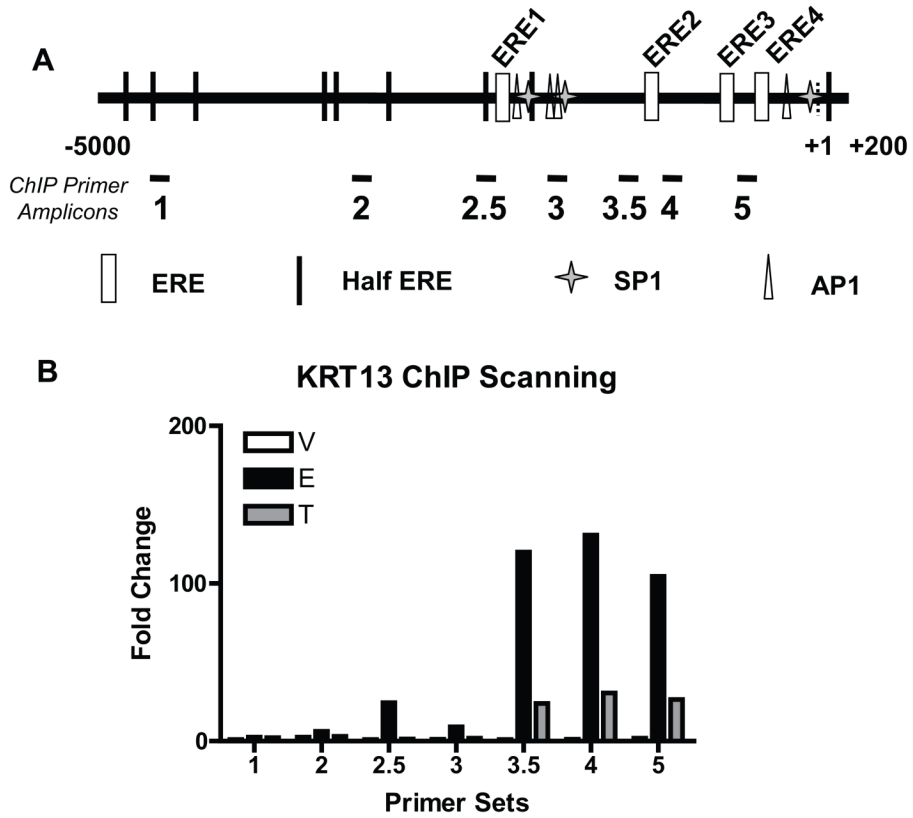 A
ERE1
ERE2
ERE3
ERE4
-5000
+1 +200
ChIP Primer
Amplicons
1 2 2.5 3 3.5 4 5
ERE Half ERE SP1 AP1
B
KRT13 ChIP Scanning
V
E
T
200
100
0
Fold Change
1 2 2.5 3 3.5 4 5
Primer Sets